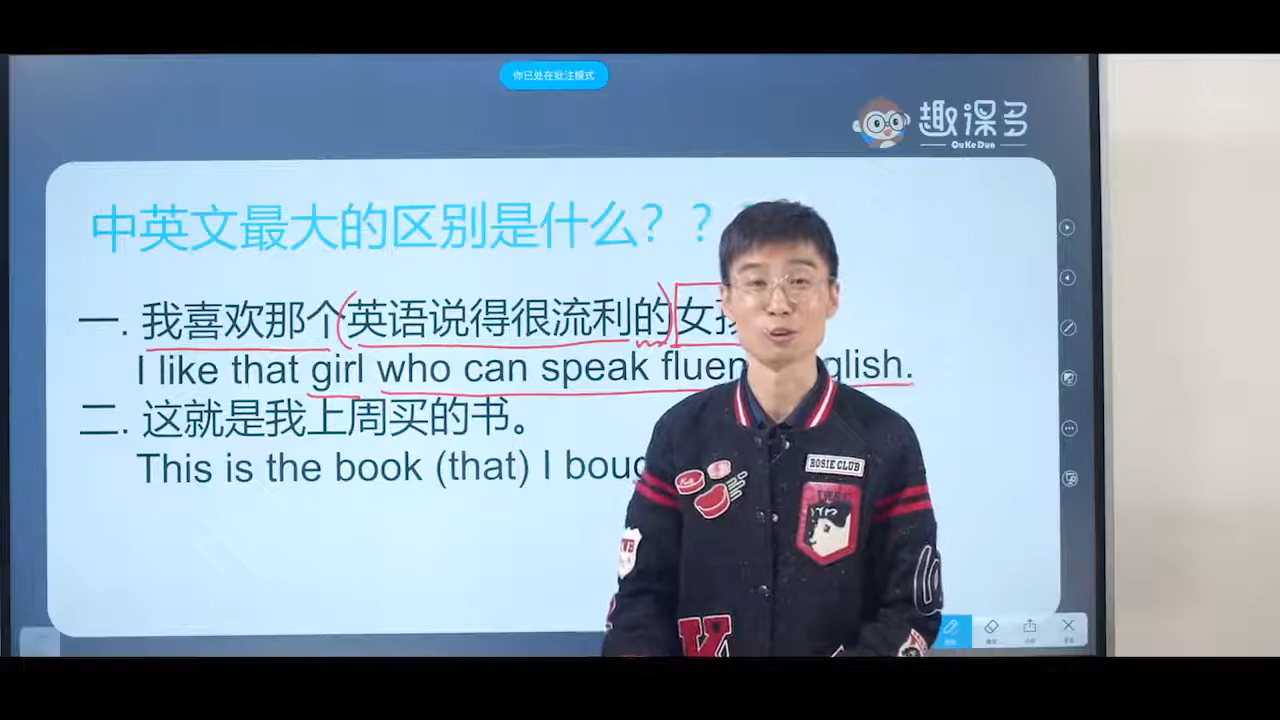 你已处在批注模式
趣课多
QuKeDuo
中英文最大的区别是什么？？
一. 我喜欢那个(英语说得很流利的)女
I like that girl who can speak
二. 这就是我上周买的书。
This is the book (that) I
ROSIE CLUB
K